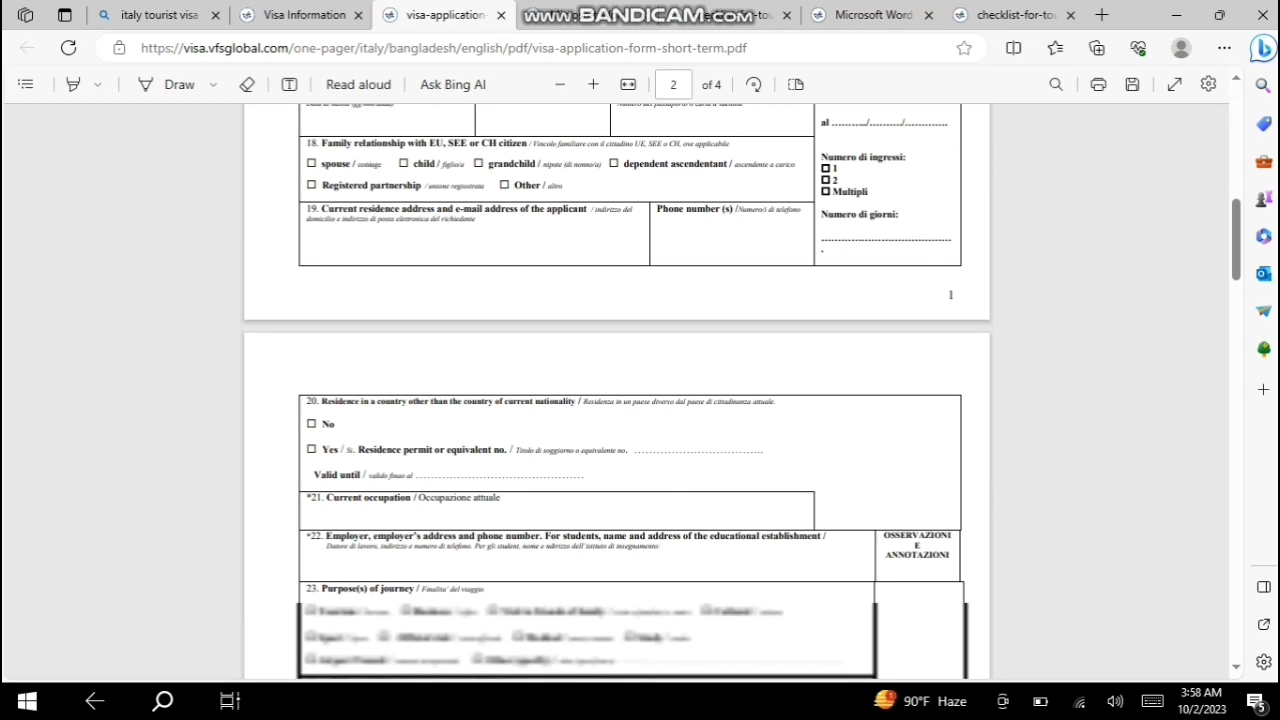 italy tourist visa
Visa Information
visa-application-
www.BANDICAM.com
Microsoft Word
checklist-for-tou
https://visa.vfsglobal.com/one-pager/italy/bangladesh/english/pdf/visa-application-form-short-term.pdf
Draw
Read aloud
Ask Bing AI
2
of 4
al ............/........../.............
18. Family relationship with EU, SEE or CH citizen / Vincolo familiare con il cittadino UE, SEE o CH, ove applicabile
spouse / coniuge
child / figlio/a
grandchild / nipote (di nonno/a)
dependent ascendentant / ascendente a carico
Registered partnership / unione registrata
Other / altro
Numero di ingressi:
1
2
Multipli
19. Current residence address and e-mail address of the applicant / indirizzo del
domicilio e indirizzo di posta elettronica del richiedente
Phone number (s) /Numero/i di telefono
Numero di giorni:
1
20. Residence in a country other than the country of current nationality / Residenza in un paese diverso dal paese di cittadinanza attuale.
No
Yes / Si. Residence permit or equivalent no. / Titolo di soggiorno o equivalente no. ......................................
Valid until / valido finao al .............................................
*21. Current occupation / Occupazione attuale
*22. Employer, employer's address and phone number. For students, name and address of the educational establishment /
Datore di lavoro, indirizzo e numero di telefono. Per gli student, nome e ndirizzo dell'istituto di insegnamento:
OSSERVAZIONI
E
ANNOTAZIONI
23. Purpose(s) of journey / Finalita' del viaggio
90°F Haze
3:58 AM
10/2/2023
5